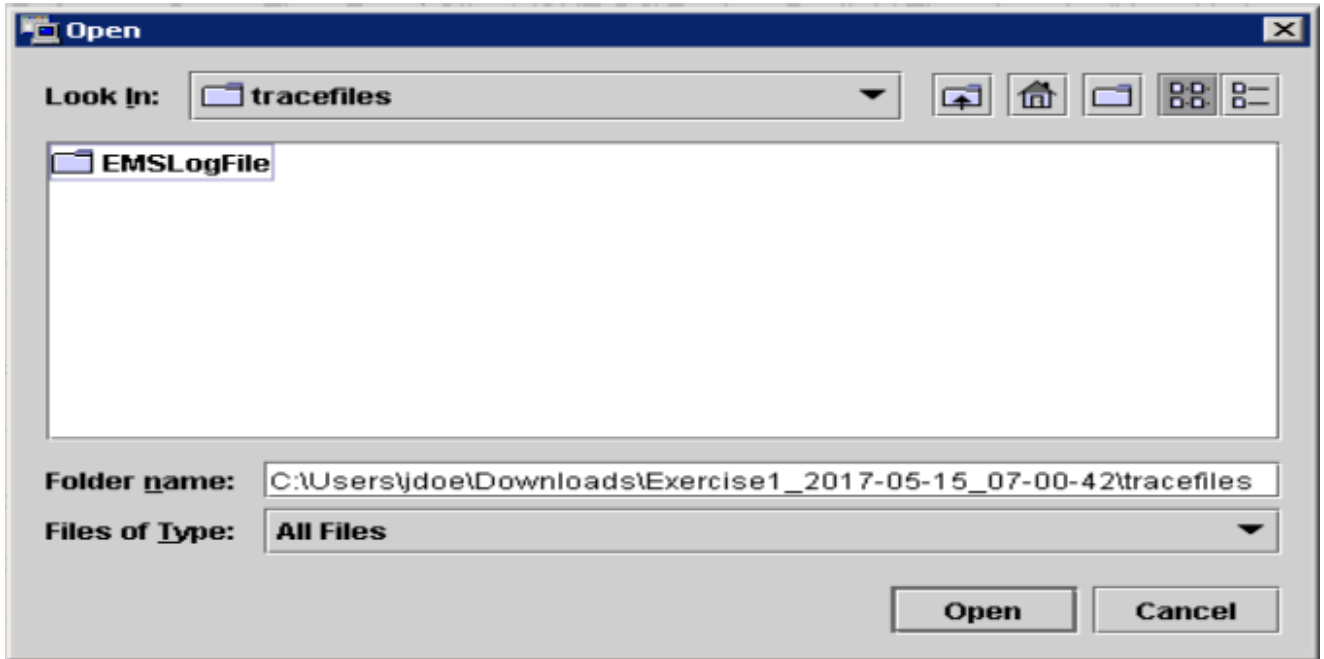 Open
Look In: tracefiles
EMSLogFile
Folder name: C:\Users\jdoe\Downloads\Exercise1_2017-05-15_07-00-42\tracefiles
Files of Type: All Files
Open Cancel